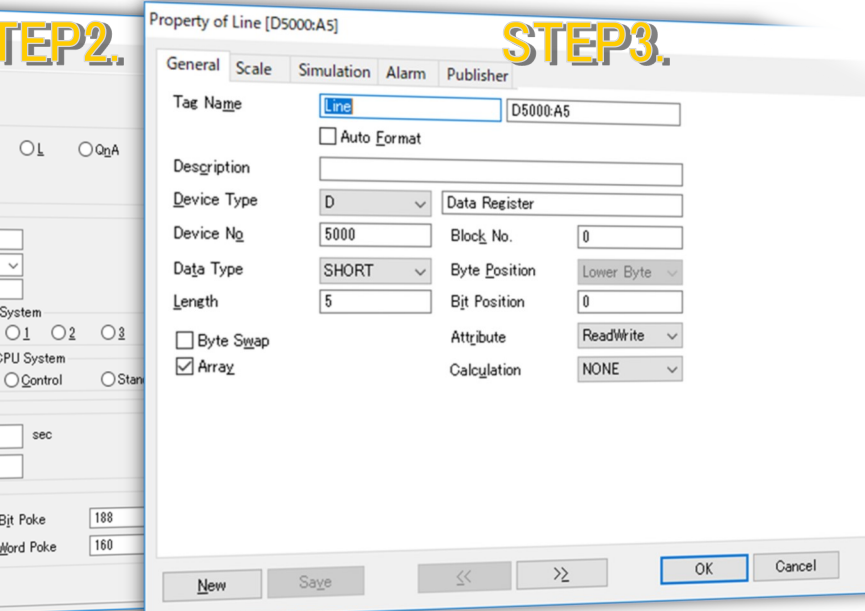 TEP2.
L QnA
System
1 2 3
CPU System
Control Stan
sec
Bit Poke 188
Word Poke 160
STEP3.
Property of Line [D5000:A5]
General Scale Simulation Alarm Publisher
Tag Name Line D5000:A5
Auto Format
Description
Device Type D Data Register
Device No 5000 Block No. 0
Data Type SHORT Byte Position Lower Byte
Length 5 Bit Position 0
Byte Swap Attribute ReadWrite
Array Calculation NONE
New Save << >> OK Cancel